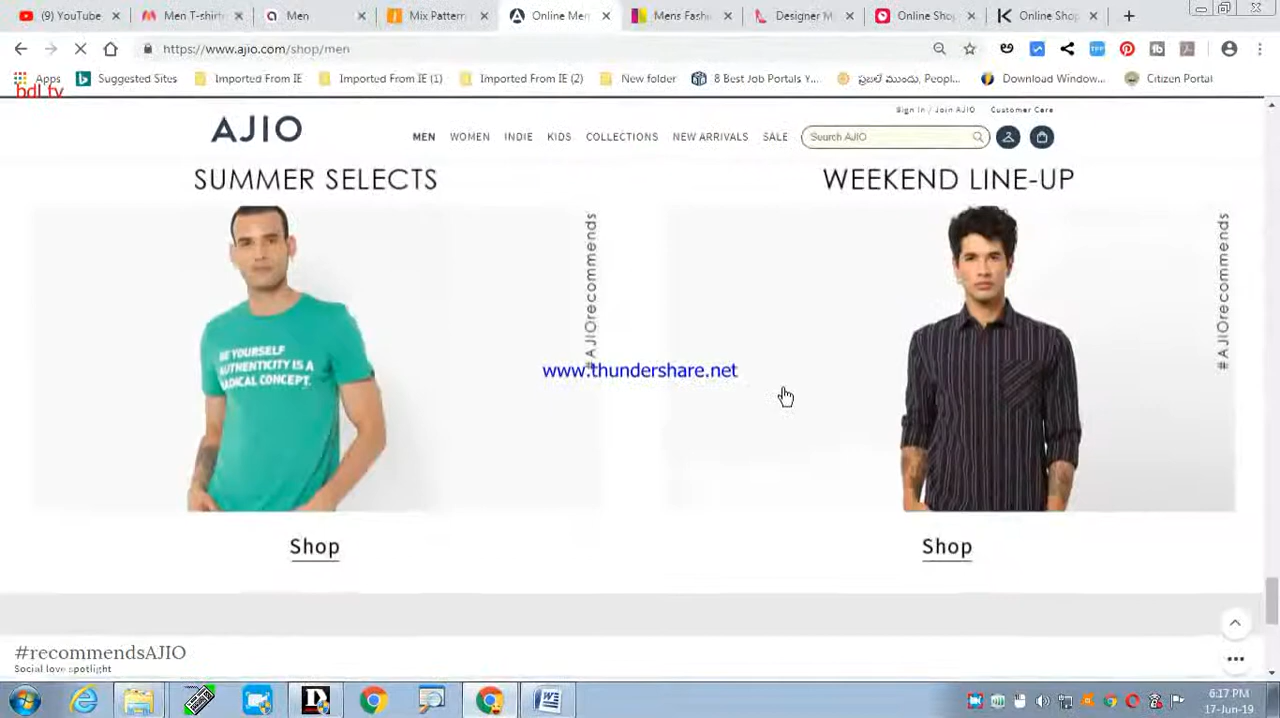 (9) YouTube
Men T-shirt
Men
Mix Pattern
Online Men
Mens Fash
Designer M
Online Shop
Online Shop
https://www.ajio.com/shop/men
Apps
Suggested Sites
Imported From IE
Imported From IE (1)
Imported From IE (2)
New folder
6 Best Job Portals Y...
Download Window...
Citizen Portal
bdl tv
Sign In / Join AJIO
Customer Care
AJIO
MEN
WOMEN
INDIE
KIDS
COLLECTIONS
NEW ARRIVALS
SALE
Search AJIO
SUMMER SELECTS
WEEKEND LINE-UP
#AJIOrecommends
#AJIOrecommends
BE YOURSELF
AUTHENTICITY IS A
RADICAL CONCEPT.
www.thundershare.net
Shop
Shop
#recommendsAJIO
Social love spotlight
6:17 PM
17-Jun-19